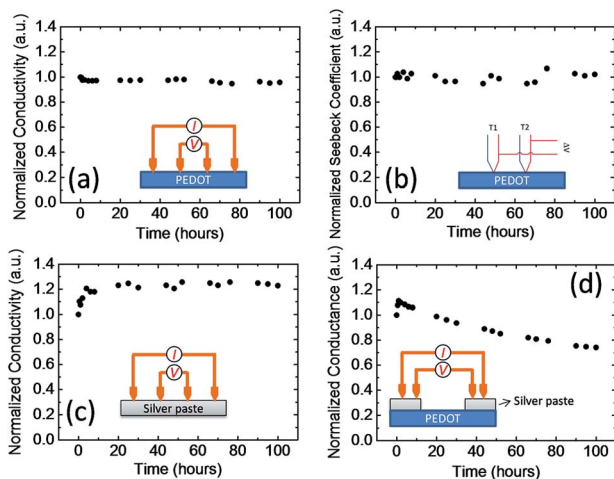 Normalized Conductivity (a.u.)
1.4
1.2
1.0
0.8
0.6
0.4
0.2
0.0
(a)
I
V
PEDOT
0 20 40 60 80 100
Time (hours)
Normalized Seebeck Coefficient (a.u.)
1.4
1.2
1.0
0.8
0.6
0.4
0.2
0.0
(b)
T1 T2
ΔV
PEDOT
0 20 40 60 80 100
Time (hours)
Normalized Conductivity (a.u.)
1.4
1.2
1.0
0.8
0.6
0.4
0.2
0.0
(c)
I
V
Silver paste
0 20 40 60 80 100
Time (hours)
Normalized Conductance (a.u.)
1.4
1.2
1.0
0.8
0.6
0.4
0.2
0.0
(d)
I
V
Silver paste
PEDOT
0 20 40 60 80 100
Time (hours)